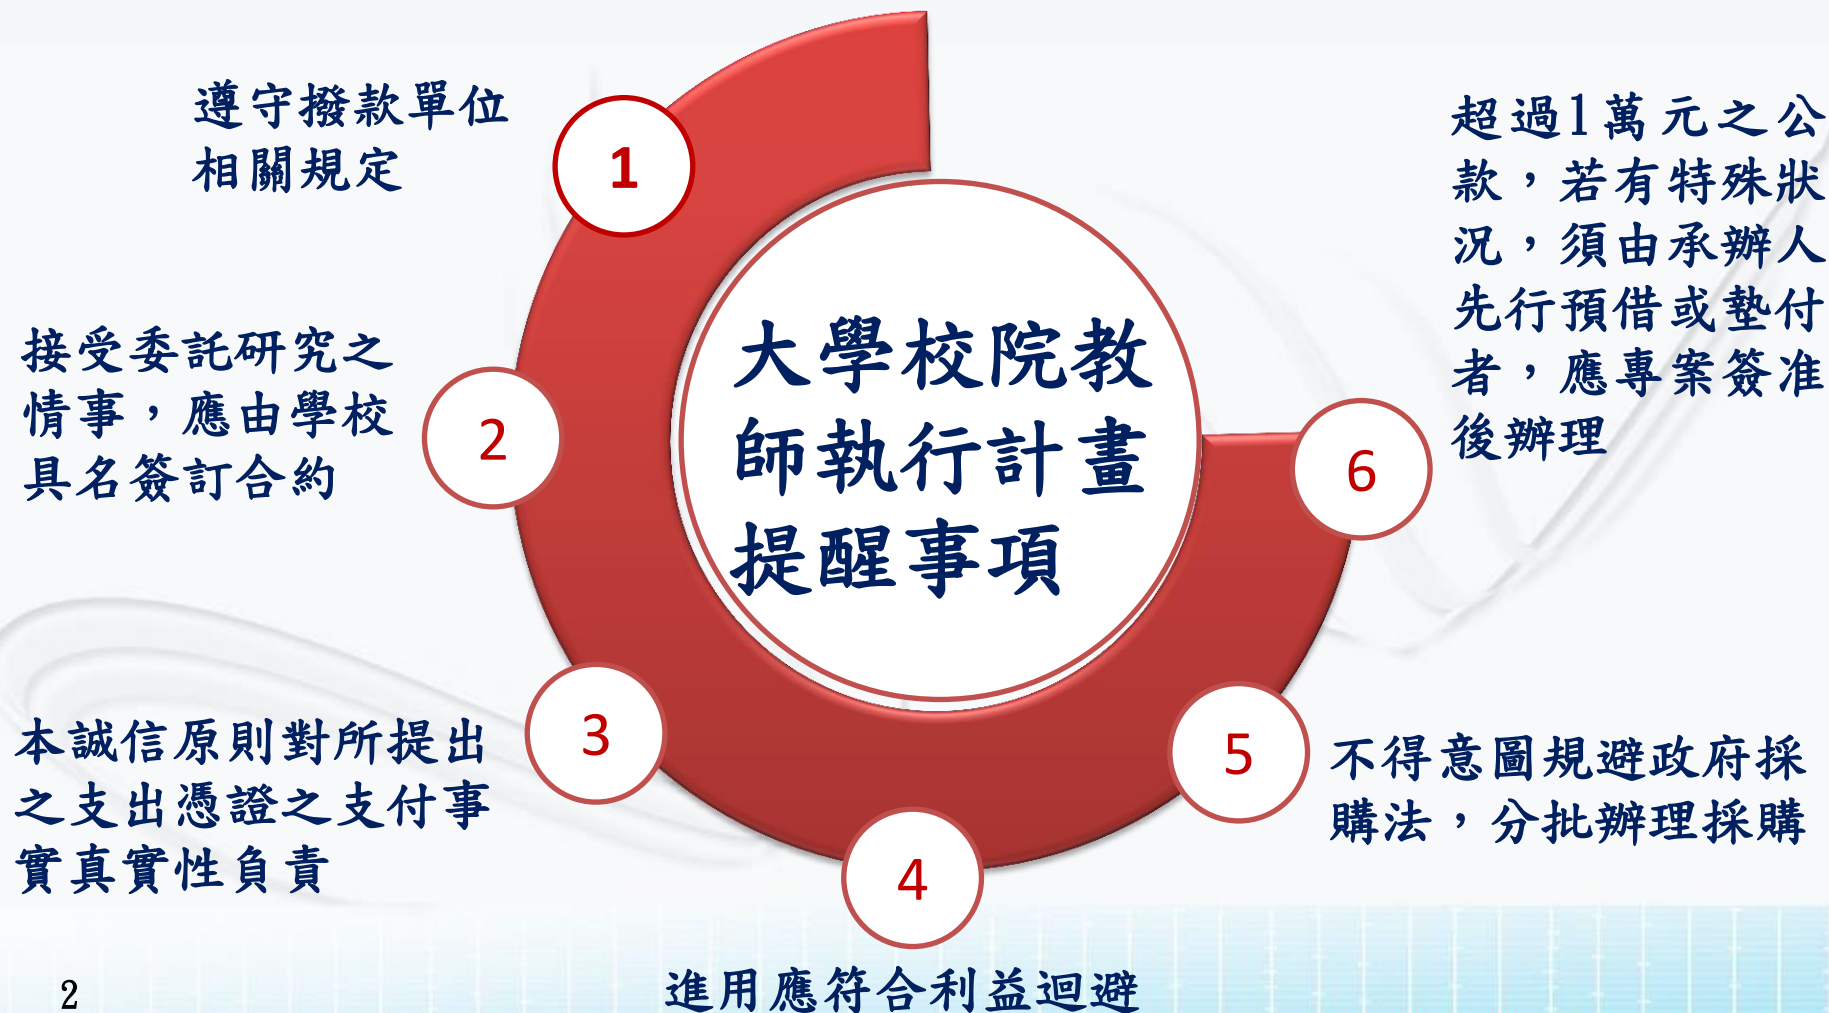 大學校院教
師執行計畫
提醒事項
1
遵守撥款單位
相關規定
2
接受委託研究之
情事，應由學校
具名簽訂合約
3
本誠信原則對所提出
之支出憑證之支付事
實真實性負責
4
進用應符合利益迴避
5
不得意圖規避政府採
購法，分批辦理採購
6
超過1萬元之公
款，若有特殊狀
況，須由承辦人
先行預借或墊付
者，應專案簽准
後辦理
2